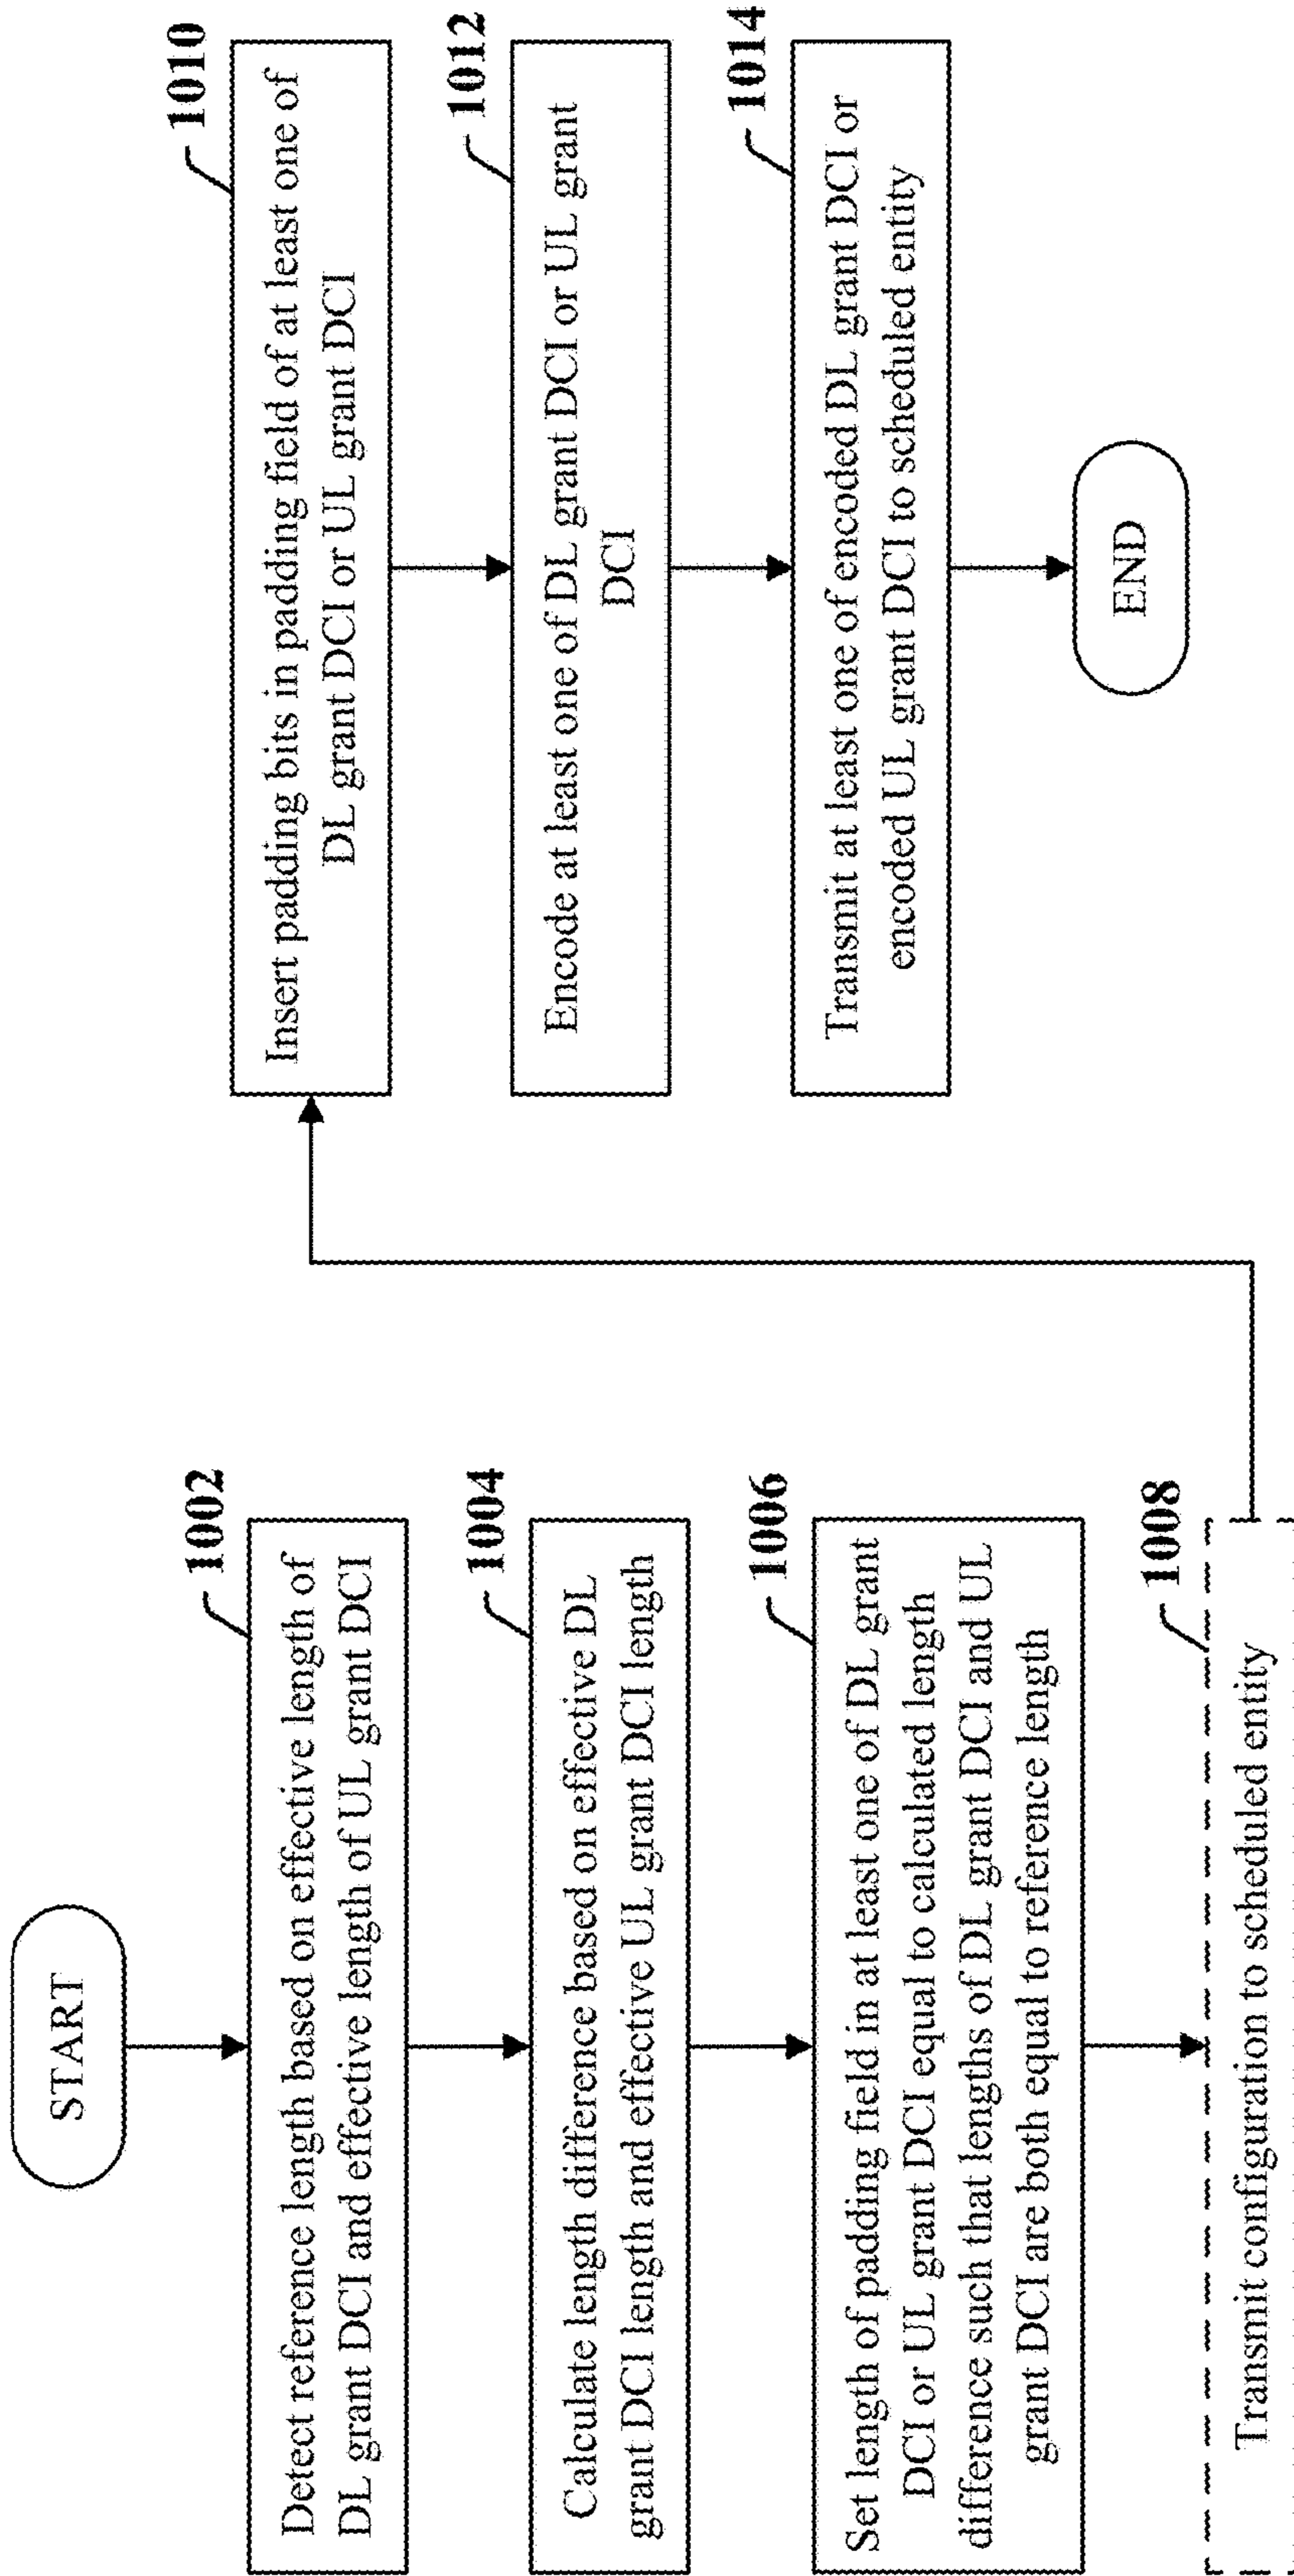 START
1002
Detect reference length based on effective length of
DL grant DCI and effective length of UL grant DCI
1004
Calculate length difference based on effective DL
grant DCI length and effective UL grant DCI length
1006
Set length of padding field in at least one of DL grant
DCI or UL grant DCI equal to calculated length
difference such that lengths of DL grant DCI and UL
grant DCI are both equal to reference length
1008
Transmit configuration to scheduled entity
1010
Insert padding bits in padding field of at least one of
DL grant DCI or UL grant DCI
1012
Encode at least one of DL grant DCI or UL grant
DCI
1014
Transmit at least one of encoded DL grant DCI or
encoded UL grant DCI to scheduled entity
END